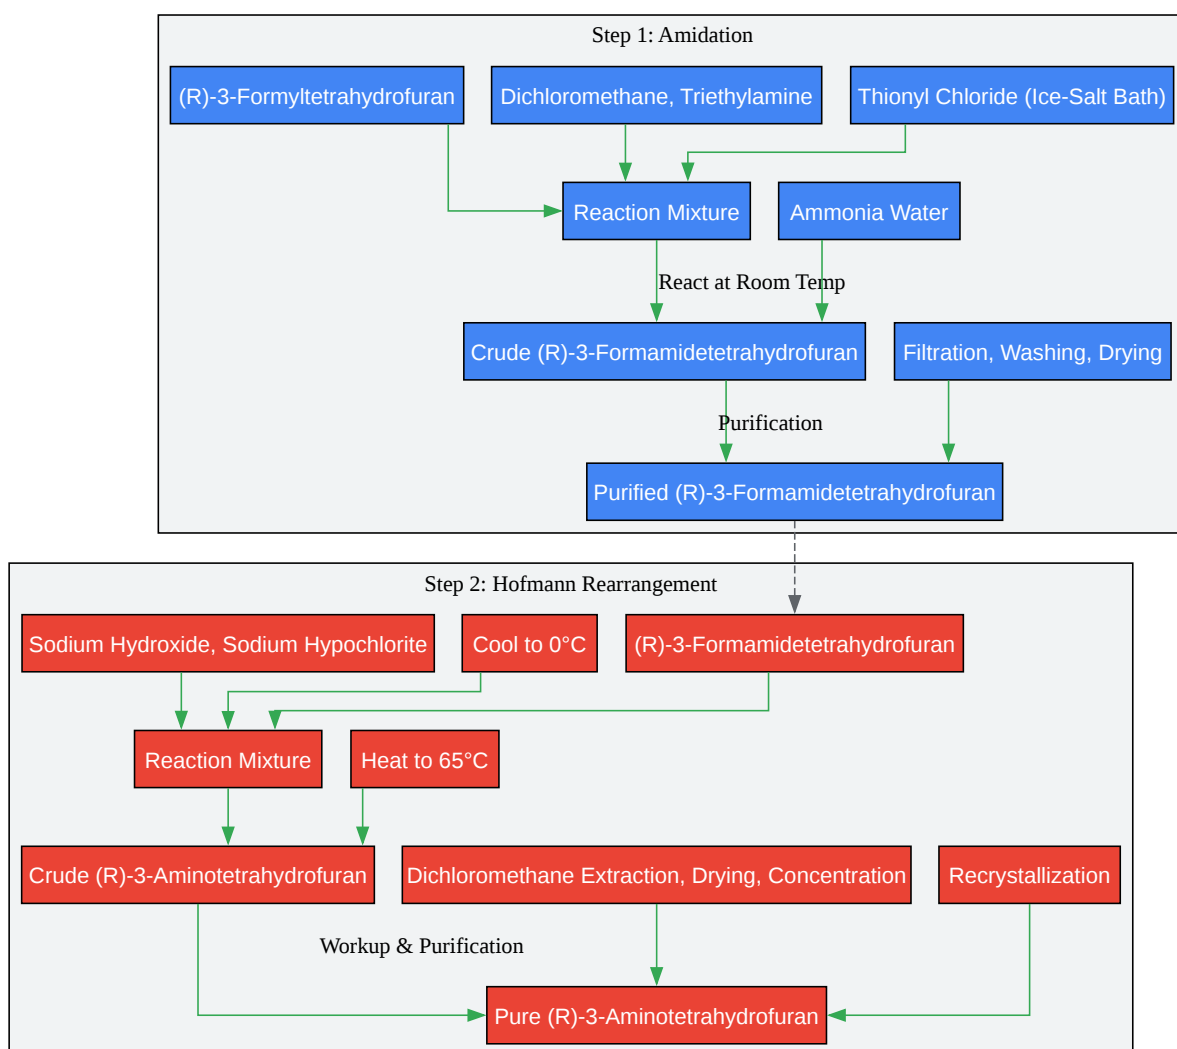 Step 1: Amidation
(R)-3-Formyltetrahydrofuran
Dichloromethane, Triethylamine
Thionyl Chloride (Ice-Salt Bath)
Reaction Mixture
Ammonia Water
React at Room Temp
Crude (R)-3-Formamidetetrahydrofuran
Filtration, Washing, Drying
Purification
Purified (R)-3-Formamidetetrahydrofuran
Step 2: Hofmann Rearrangement
Sodium Hydroxide, Sodium Hypochlorite
Cool to 0°C
(R)-3-Formamidetetrahydrofuran
Reaction Mixture
Heat to 65°C
Crude (R)-3-Aminotetrahydrofuran
Dichloromethane Extraction, Drying, Concentration
Recrystallization
Workup & Purification
Pure (R)-3-Aminotetrahydrofuran